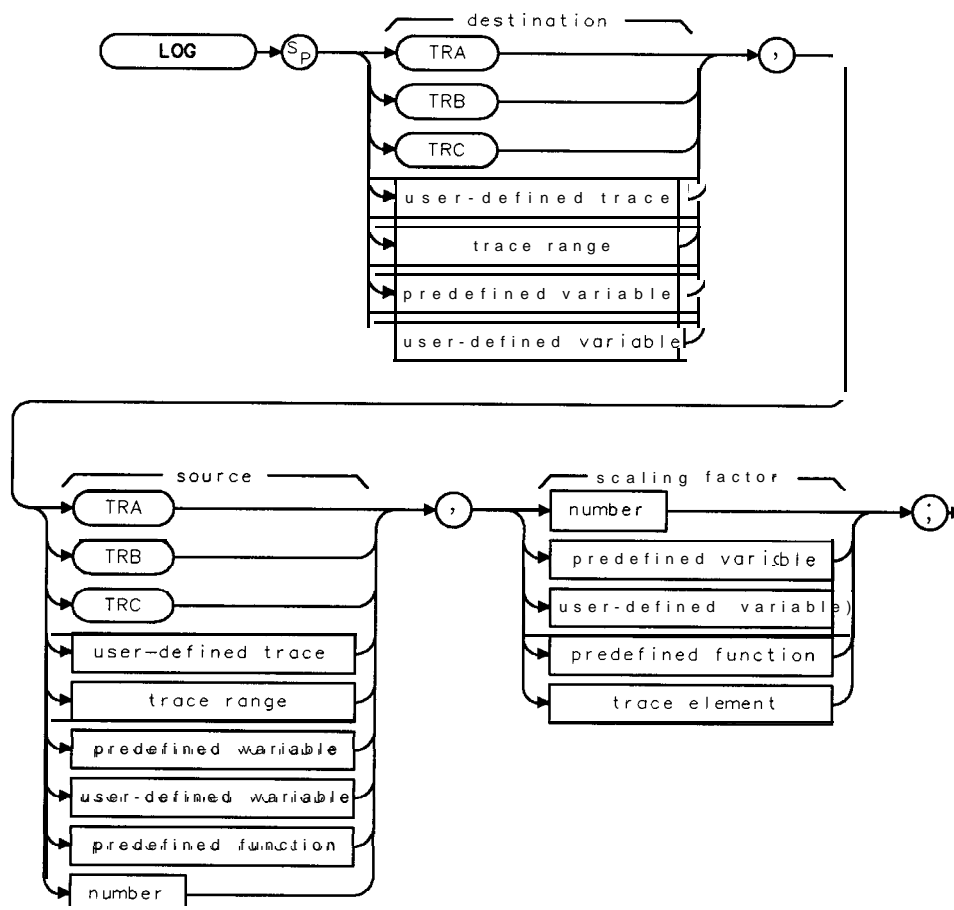 destination
LOG
SP
TRA
,
TRB
TRC
user-defined trace
trace range
predefined variable
user-defined variable
source
TRA
,
TRB
TRC
user-defined trace
trace range
predefined variable
user-defined variable
predefined function
number
scaling factor
number
;
predefined variable
user-defined variable)
predefined function
trace element